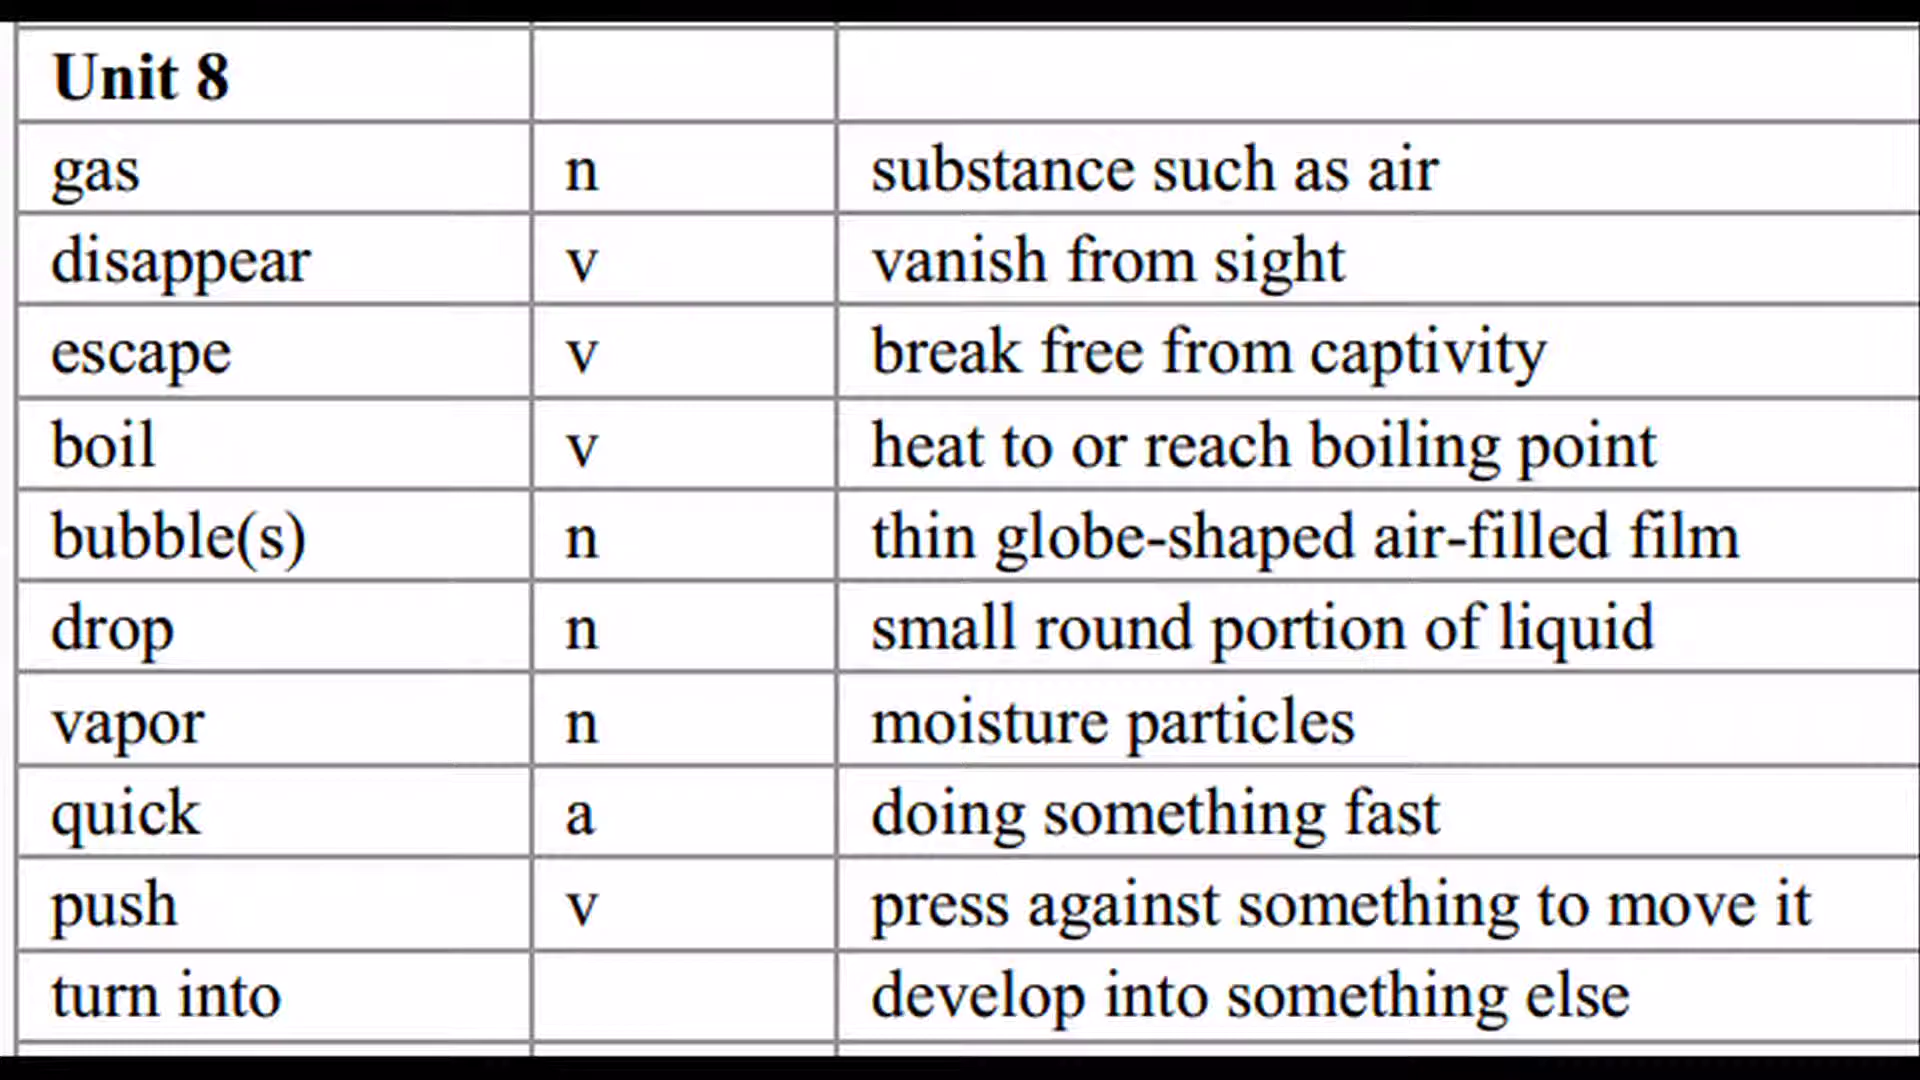 Unit 8
gas n substance such as air
disappear v vanish from sight
escape v break free from captivity
boil v heat to or reach boiling point
bubble(s) n thin globe-shaped air-filled film
drop n small round portion of liquid
vapor n moisture particles
quick a doing something fast
push v press against something to move it
turn into develop into something else